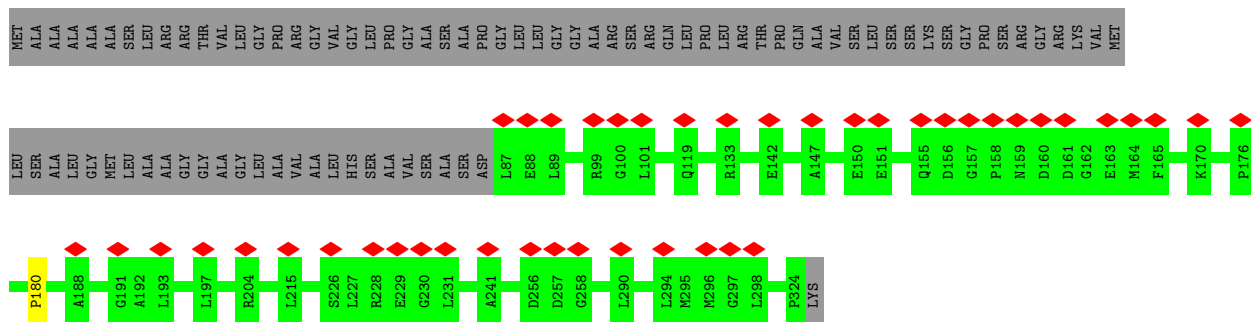 MET ALA ALA ALA ALA ALA SER LEU ARG ARG THR VAL LEU GLY PRO ARG GLY VAL GLY LEU PRO GLY ALA SER ALA PRO GLY LEU LEU GLY GLY ALA ARG SER ARG GLN LEU PRO LEU ARG THR PRO GLN ALA VAL SER LEU SER SER LYS SER GLY PRO SER ARG GLY ARG LYS VAL MET
LEU SER ALA LEU GLY MET LEU ALA ALA GLY GLY ALA GLY LEU ALA VAL ALA LEU HIS SER ALA VAL SER ALA SER ASP L87 E88 L89 R99 G100 L101 Q119 R133 E142 A147 E150 E151 Q155 D156 G157 P158 N159 D160 D161 G162 E163 M164 F165 K170 P176
P180 A188 G191 A192 L193 L197 R204 L215 S226 L227 R228 E229 G230 L231 A241 D256 D257 G258 L290 L294 M295 M296 G297 L298 P324 LYS